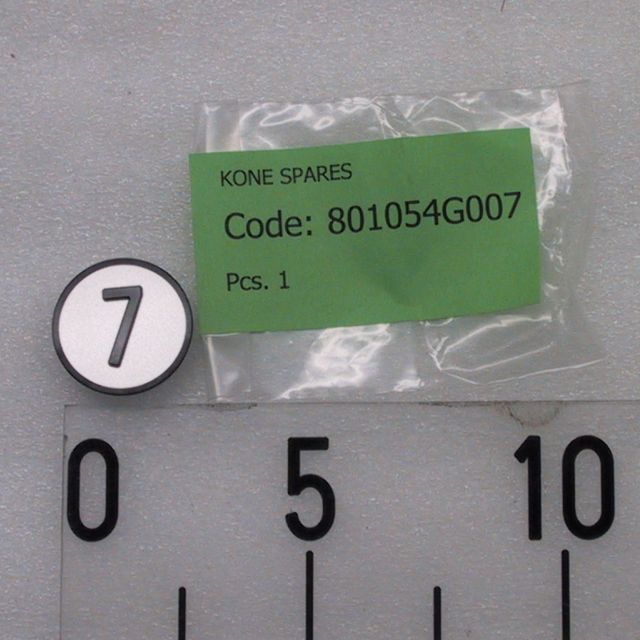 KONE SPARES
Code: 801054G007
Pcs. 1
7
0 5 10